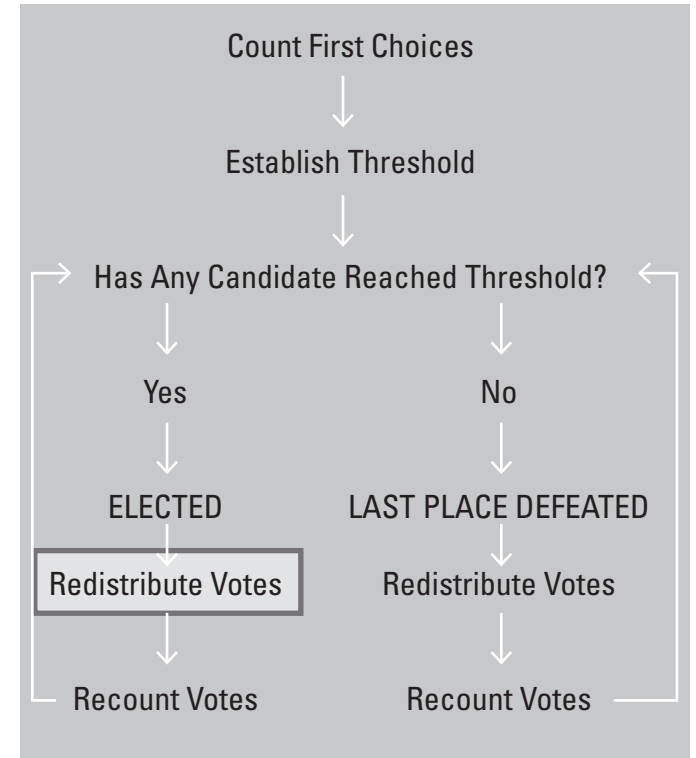 Count First Choices
Establish Threshold
Has Any Candidate Reached Threshold?
Yes
No
ELECTED
LAST PLACE DEFEATED
Redistribute Votes
Redistribute Votes
Recount Votes
Recount Votes